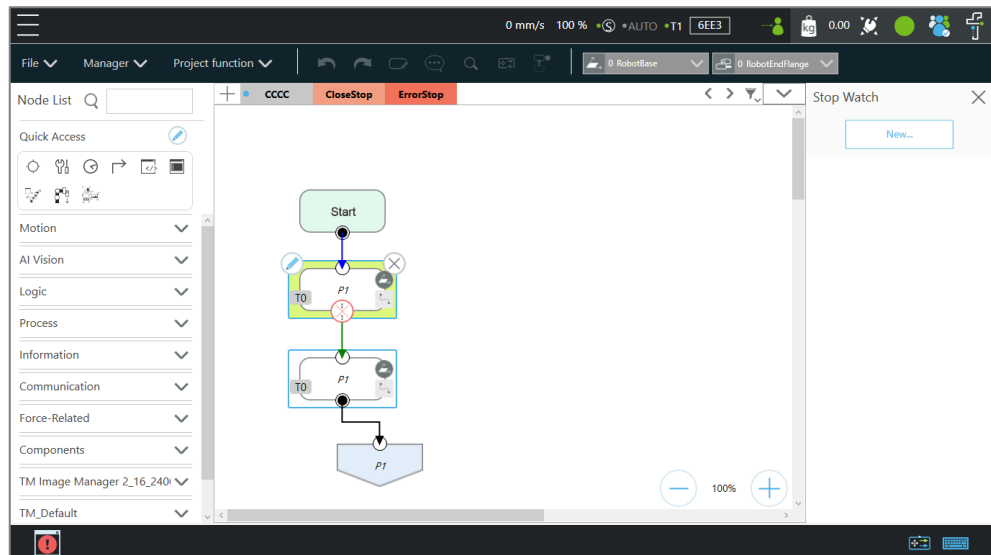 0 mm/s 100 % S AUTO T1 6EE3 kg 0.00
File Manager Project function 0 RobotBase 0 RobotEndFlange
Node List
CCCC CloseStop ErrorStop
Stop Watch
New...
Quick Access
Start
Motion
AI Vision
P1
T0
Logic
Process
Information
P1
T0
Communication
Force-Related
Components
P1
TM Image Manager 2_16_240
100%
TM_Default